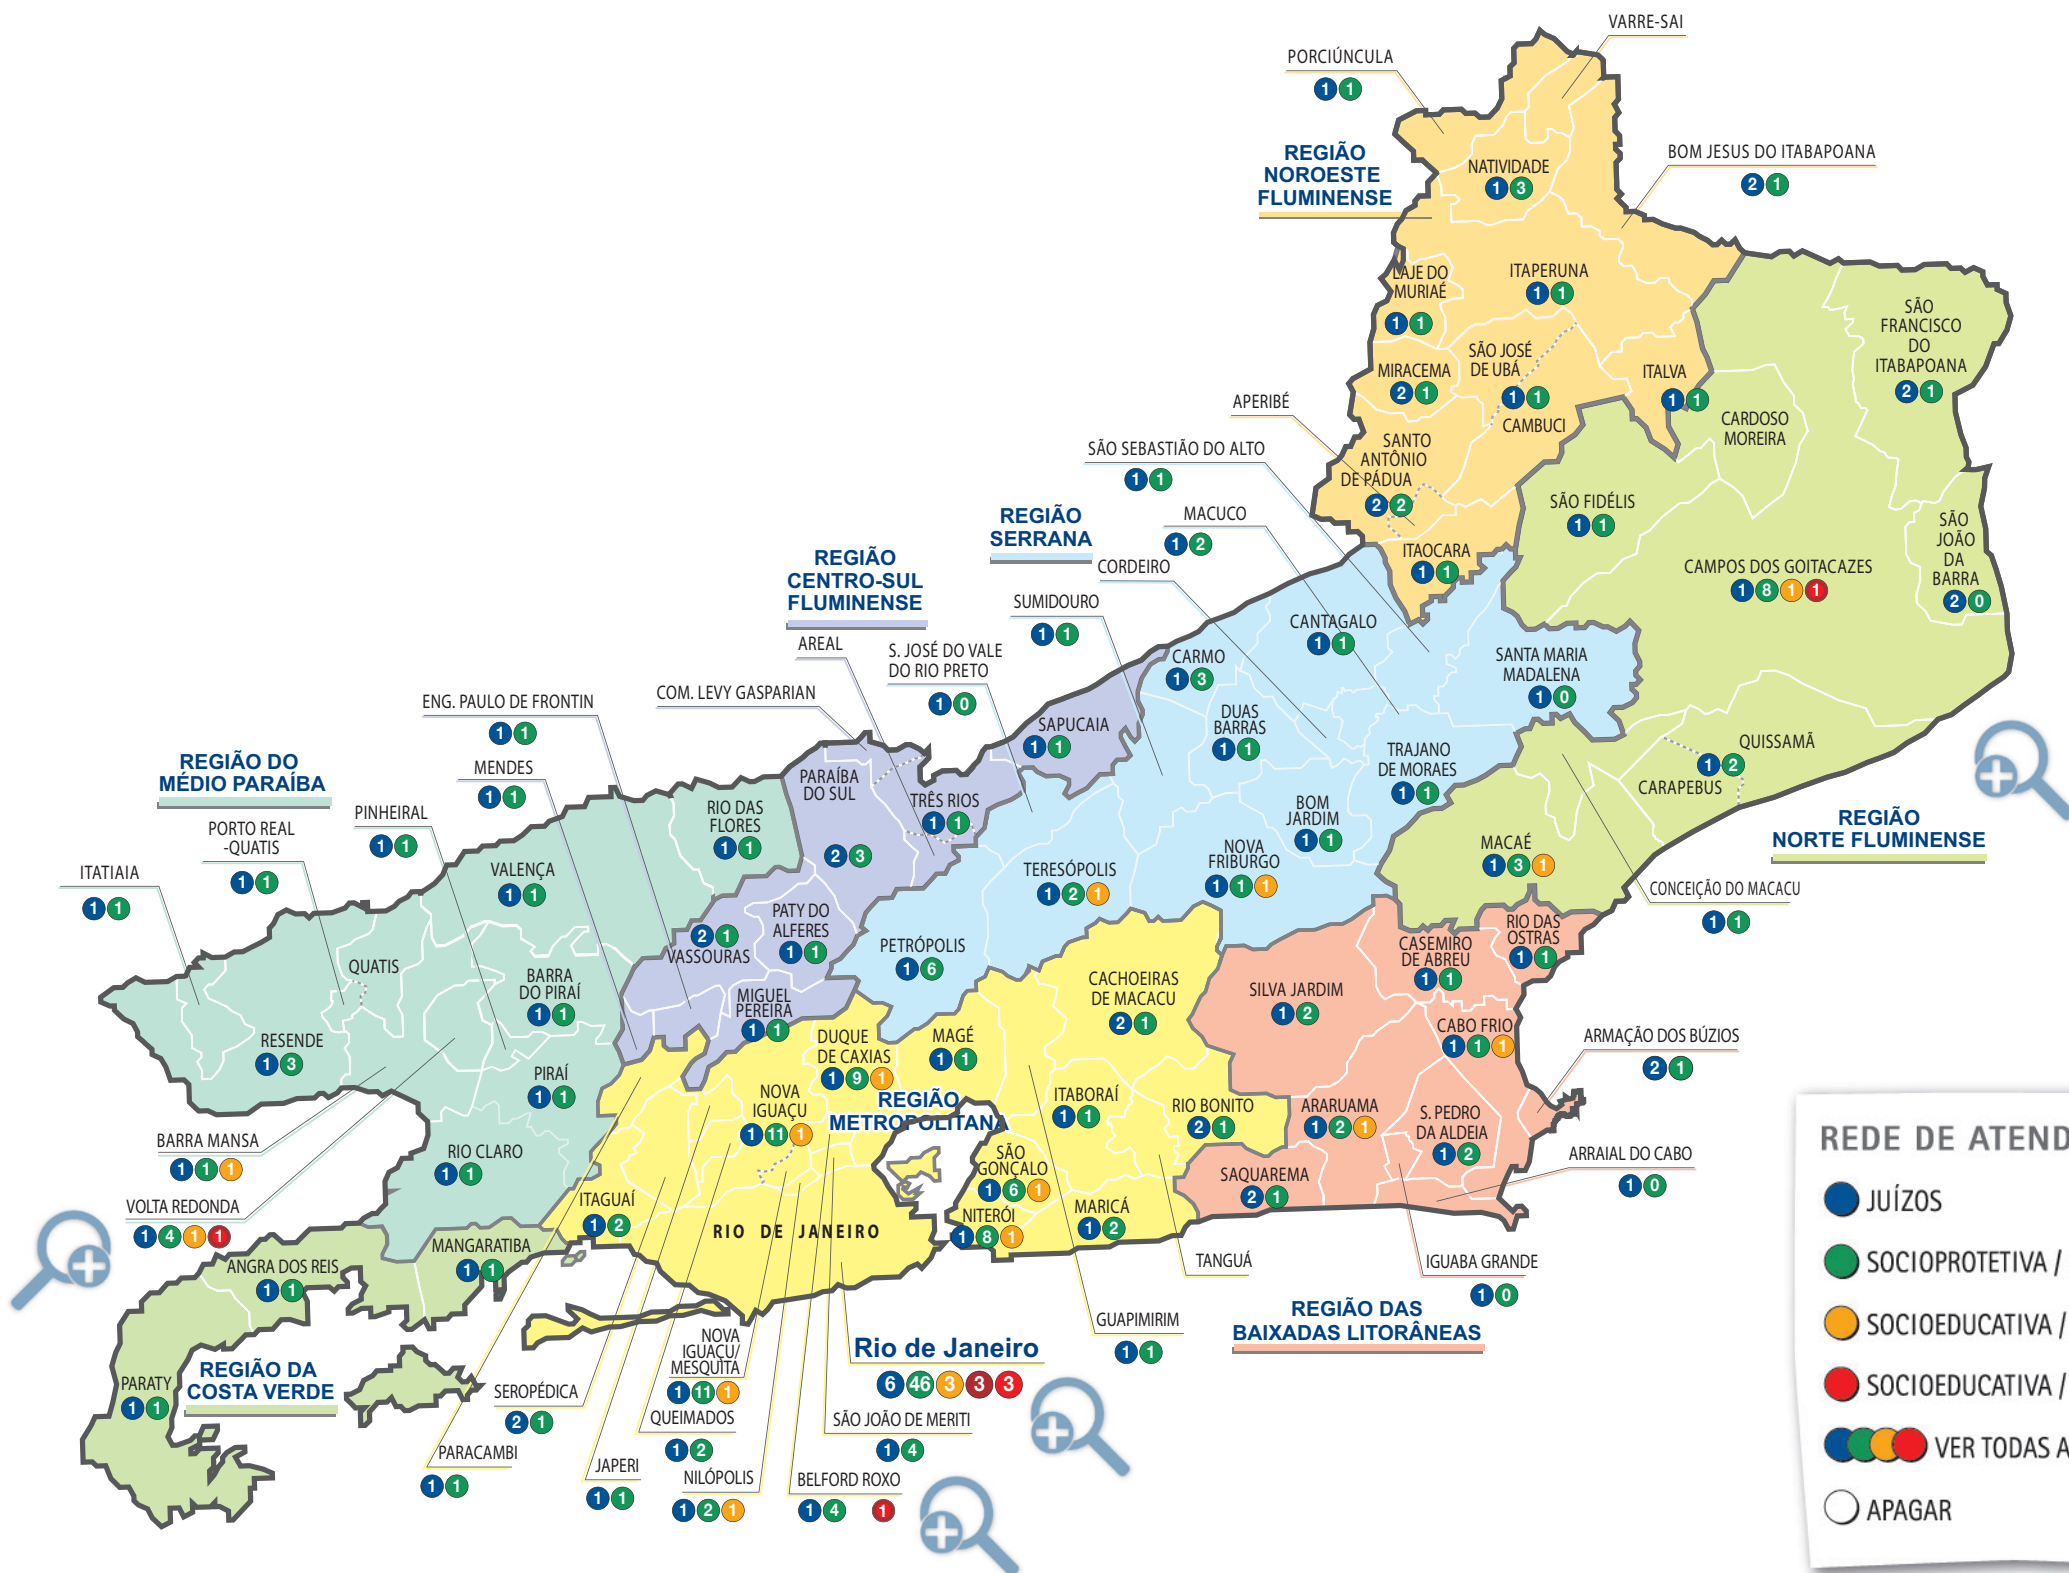 VARRE-SAI
PORCIÚNCULA
1 1
REGIÃO
NOROESTE
FLUMINENSE
NATIVIDADE
1 3
BOM JESUS DO ITABAPOANA
2 1
LAJE DO
MURIAÉ
1 1
ITAPERUNA
1 1
SÃO
FRANCISCO
DO
ITABAPOANA
2 1
MIRACEMA
2 1
SÃO JOSÉ
DE UBÁ
1 1
CAMBUCI
ITALVA
1 1
CARDOSO
MOREIRA
APERIBÉ
SANTO
ANTÔNIO
DE PÁDUA
2 2
SÃO SEBASTIÃO DO ALTO
1 1
SÃO FIDÉLIS
1 1
REGIÃO
SERRANA
MACUCO
1 2
ITAOCARA
1 1
CAMPOS DOS GOITACAZES
1 8 1 1
SÃO
JOÃO
DA
BARRA
2 0
REGIÃO
CENTRO-SUL
FLUMINENSE
CORDEIRO
SUMIDOURO
1 1
CANTAGALO
1 1
AREAL
S. JOSÉ DO VALE
DO RIO PRETO
1 0
CARMO
1 3
SANTA MARIA
MADALENA
1 0
ENG. PAULO DE FRONTIN
1 1
COM. LEVY GASPARIAN
SAPUCAIA
1 1
DUAS
BARRAS
1 1
TRAJANO
DE MORAES
1 1
QUISSAMÃ
1 2
CARAPEBUS
REGIÃO DO
MÉDIO PARAÍBA
MENDES
1 1
PARAÍBA
DO SUL
2 3
TRÊS RIOS
1 1
BOM
JARDIM
1 1
REGIÃO
NORTE FLUMINENSE
PINHEIRAL
1 1
RIO DAS
FLORES
1 1
PORTO REAL
-QUATIS
1 1
MACAÉ
1 3 1
ITATIAIA
1 1
VALENÇA
1 1
TERESÓPOLIS
1 2 1
NOVA
FRIBURGO
1 1 1
CONCEIÇÃO DO MACACU
1 1
2 1
VASSOURAS
PATY DO
ALFERES
1 1
PETRÓPOLIS
1 6
CASEMIRO
DE ABREU
1 1
RIO DAS
OSTRAS
1 1
QUATIS
BARRA
DO PIRAÍ
1 1
MIGUEL
PEREIRA
1 1
CACHOEIRAS
DE MACACU
2 1
SILVA JARDIM
1 2
RESENDE
1 3
DUQUE
DE CAXIAS
1 9 1
MAGÉ
1 1
CABO FRIO
1 1 1
ARMAÇÃO DOS BÚZIOS
2 1
PIRAÍ
1 1
NOVA
IGUAÇU
1 11 1
REGIÃO
METROPOLITANA
ITABORAÍ
1 1
RIO BONITO
2 1
ARARUAMA
1 2 1
S. PEDRO
DA ALDEIA
1 2
BARRA MANSA
1 1 1
RIO CLARO
1 1
SÃO
GONÇALO
1 6 1
SAQUAREMA
2 1
ARRAIAL DO CABO
1 0
VOLTA REDONDA
1 4 1 1
ITAGUAÍ
1 2
RIO DE JANEIRO
NITERÓI
1 8 1
MARICÁ
1 2
ANGRA DOS REIS
1 1
MANGARATIBA
1 1
TANGUÁ
IGUABA GRANDE
1 0
REGIÃO DAS
BAIXADAS LITORÂNEAS
GUAPIMIRIM
1 1
REGIÃO DA
COSTA VERDE
PARATY
1 1
NOVA
IGUAÇU/
MESQUITA
1 11 1
Rio de Janeiro
6 46 3 3 3
SEROPÉDICA
2 1
QUEIMADOS
1 2
SÃO JOÃO DE MERITI
1 4
PARACAMBI
1 1
JAPERI
1 1
NILÓPOLIS
1 2 1
BELFORD ROXO
1 4 1
REDE DE ATEND
JUÍZOS
SOCIOPROTETIVA /
SOCIOEDUCATIVA /
SOCIOEDUCATIVA /
VER TODAS A
APAGAR